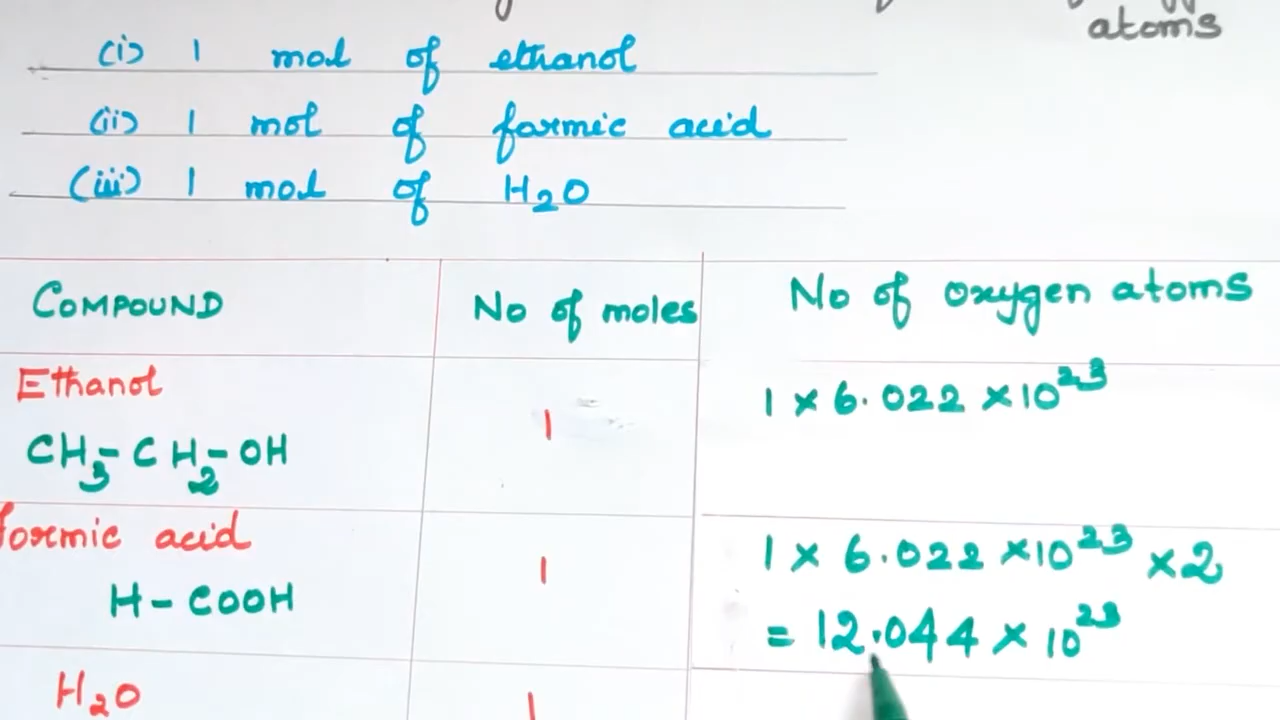 atoms
(i) 1 mol of ethanol
(ii) 1 mol of formic acid
(iii) 1 mol of H2O
COMPOUND No of moles No of oxygen atoms
Ethanol
CH3-CH2-OH 1 1 × 6.022 × 10^23
formic acid
H-COOH 1 1 × 6.022 × 10^23 × 2
= 12.044 × 10^23
H2O 1